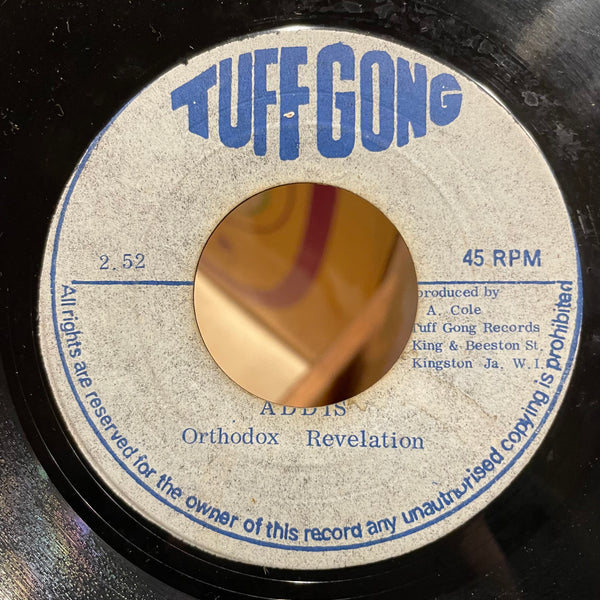 TUFF GONG
2.52
45 RPM
produced by
A. Cole
Tuff Gong Records
King & Beeston St.
Kingston Ja. W.I.
ADDIS
Orthodox Revelation
All rights are reserved for the owner of this record any unauthorised copying is prohibited